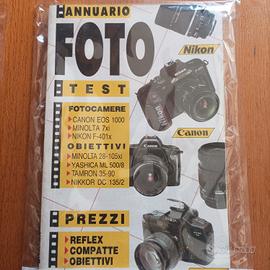 ANNUARIO
FOTO
Nikon
TEST
FOTOCAMERE
CANON EOS 1000
MINOLTA 7xi
NIKON F-401x
Canon
OBIETTIVI
MINOLTA 28-105xi
YASHICA ML 500/8
TAMRON 35-90
NIKKOR DC 135/2
PREZZI
REFLEX
COMPATTE
OBIETTIVI